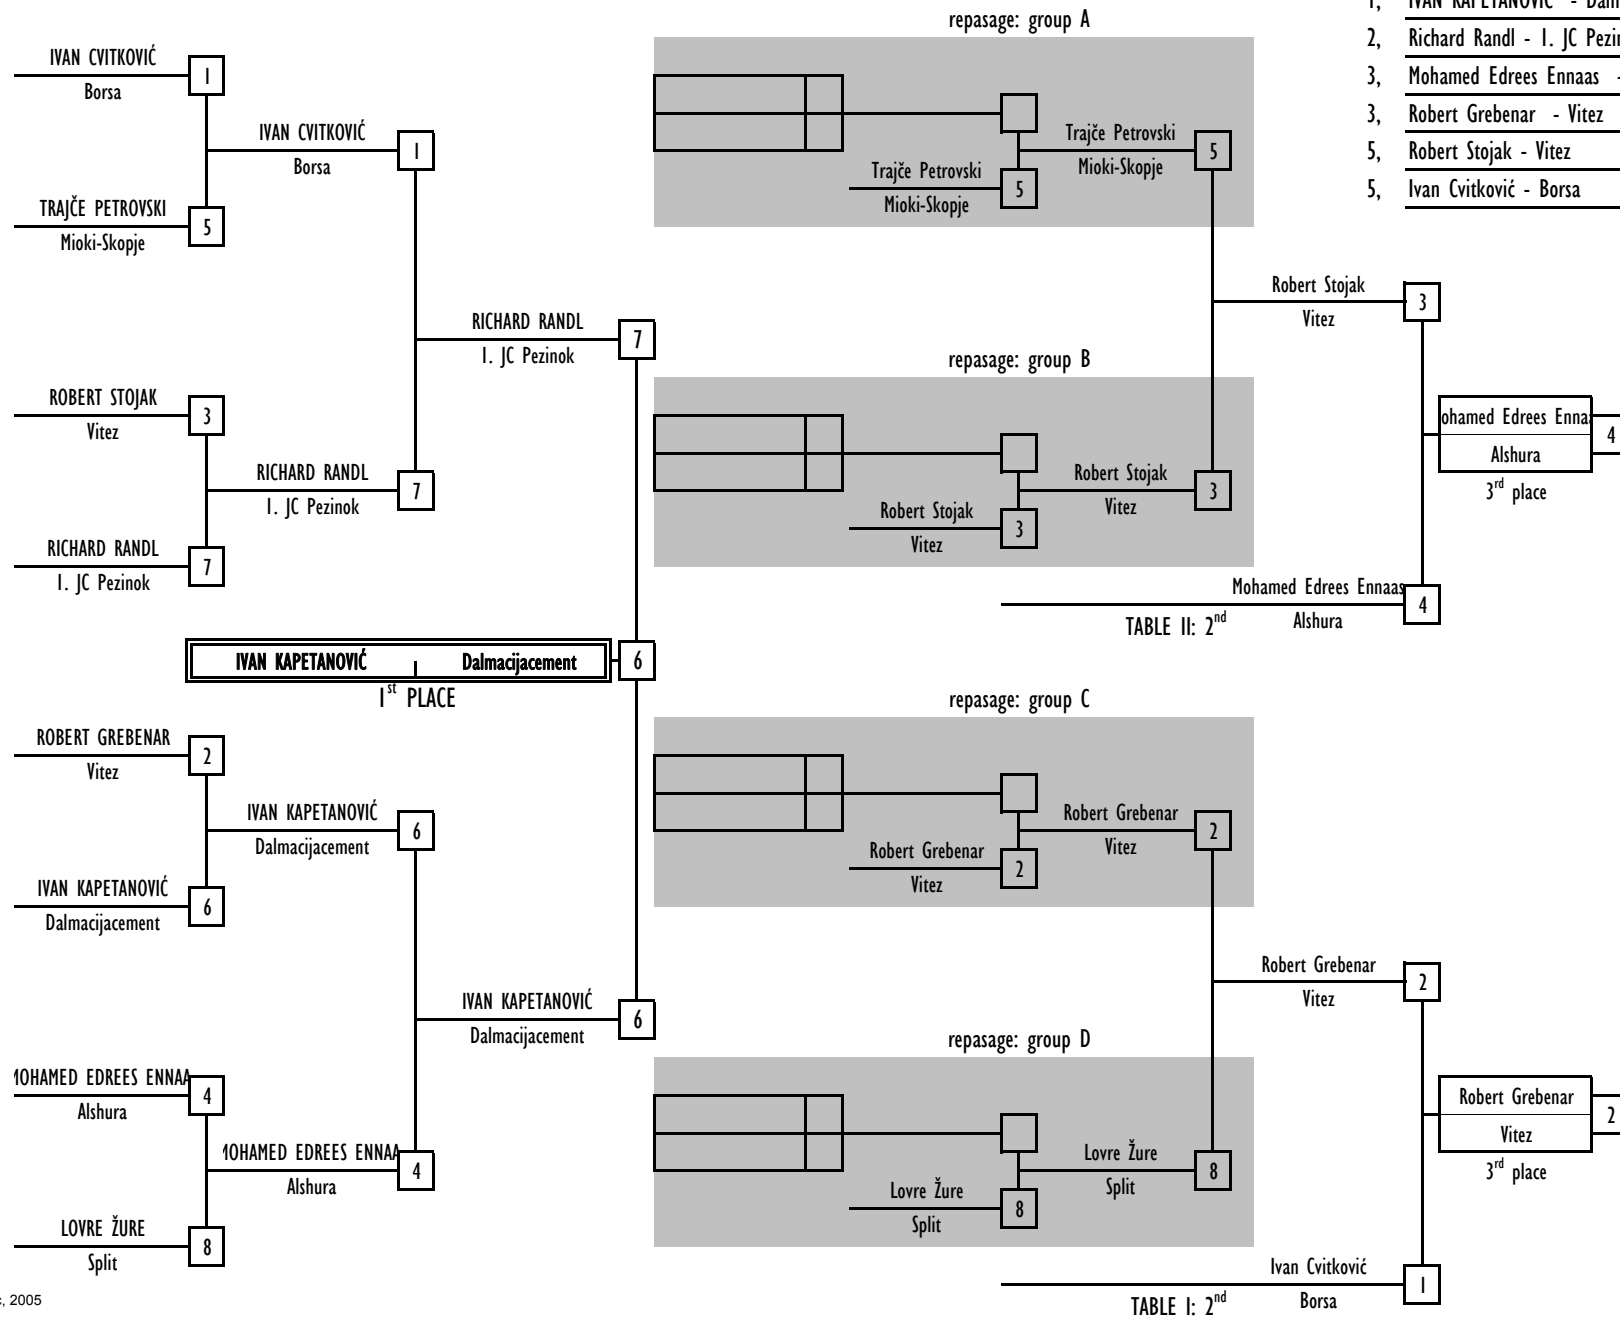 repasage: group A
1, IVAN KAPETANOVIĆ -
2, Richard Randl - I. JC
3, Mohamed Edrees Ennaas -
3, Robert Grebenar - Vitez
5, Robert Stojak - Vitez
5, Ivan Cvitković - Borsa
IVAN CVITKOVIĆ
1
Borsa
IVAN CVITKOVIĆ
1
Borsa
TRAJČE PETROVSKI
5
Mioki-Skopje
RICHARD RANDL
7
I. JC Pezinok
ROBERT STOJAK
3
Vitez
RICHARD RANDL
7
I. JC Pezinok
RICHARD RANDL
7
I. JC Pezinok
IVAN KAPETANOVIĆ Dalmacijacement 6
1st PLACE
ROBERT GREBENAR
2
Vitez
IVAN KAPETANOVIĆ
6
Dalmacijacement
IVAN KAPETANOVIĆ
6
Dalmacijacement
IVAN KAPETANOVIĆ
6
Dalmacijacement
EDREES
4
Alshura
EDREES
4
Alshura
LOVRE ŽURE
8
Split
, 2005
Trajče Petrovski
5
Mioki-Skopje
Trajče Petrovski
5
Mioki-Skopje
Robert Stojak
3
Vitez
repasage: group B
Robert Stojak
3
Vitez
Robert Stojak
3
Vitez
Edrees
4
Alshura
3rd place
Mohamed Edrees Ennaas
4
TABLE II: 2nd Alshura
repasage: group C
Robert Grebenar
2
Vitez
Robert Grebenar
2
Vitez
Robert Grebenar
2
Vitez
repasage: group D
Lovre Žure
8
Split
Lovre Žure
8
Split
Robert Grebenar
2
Vitez
3rd place
Ivan Cvitković
1
TABLE I: 2nd Borsa